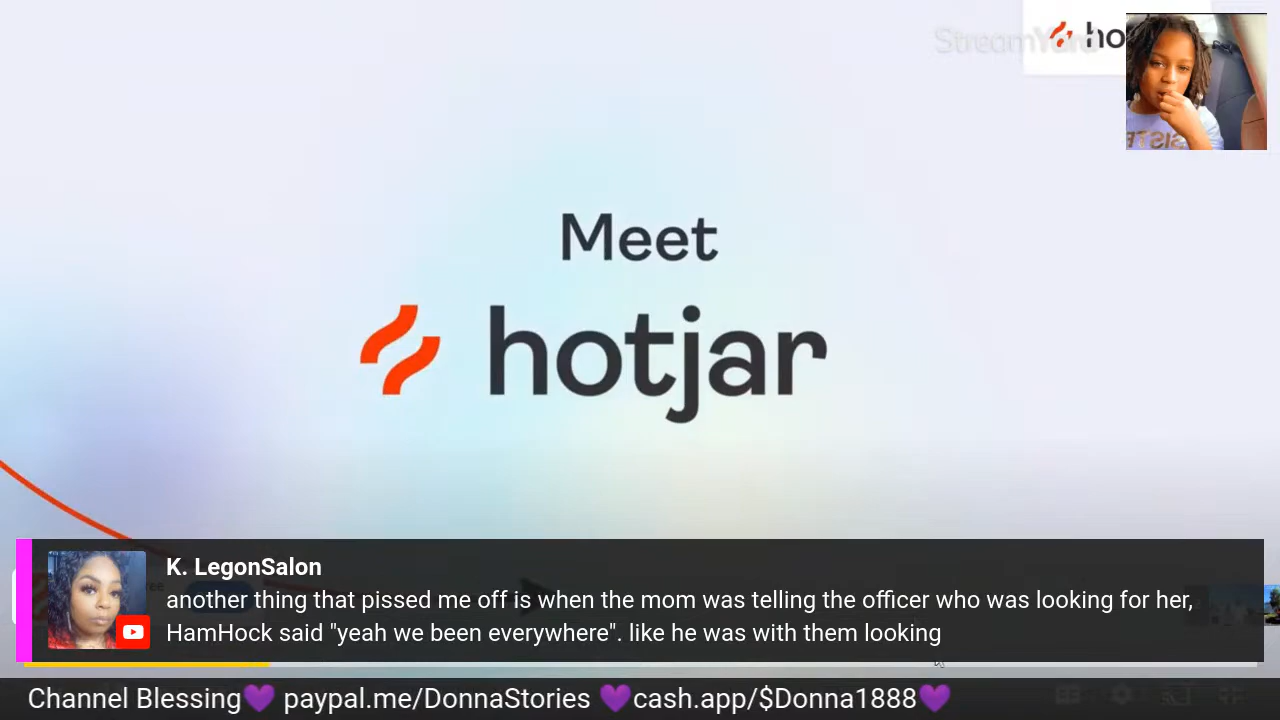 StreamYard
ho
Meet
hotjar
K. LegonSalon
another thing that pissed me off is when the mom was telling the officer who was looking for her,
HamHock said "yeah we been everywhere". like he was with them looking
Channel Blessing💜 paypal.me/DonnaStories 💜cash.app/$Donna1888💜